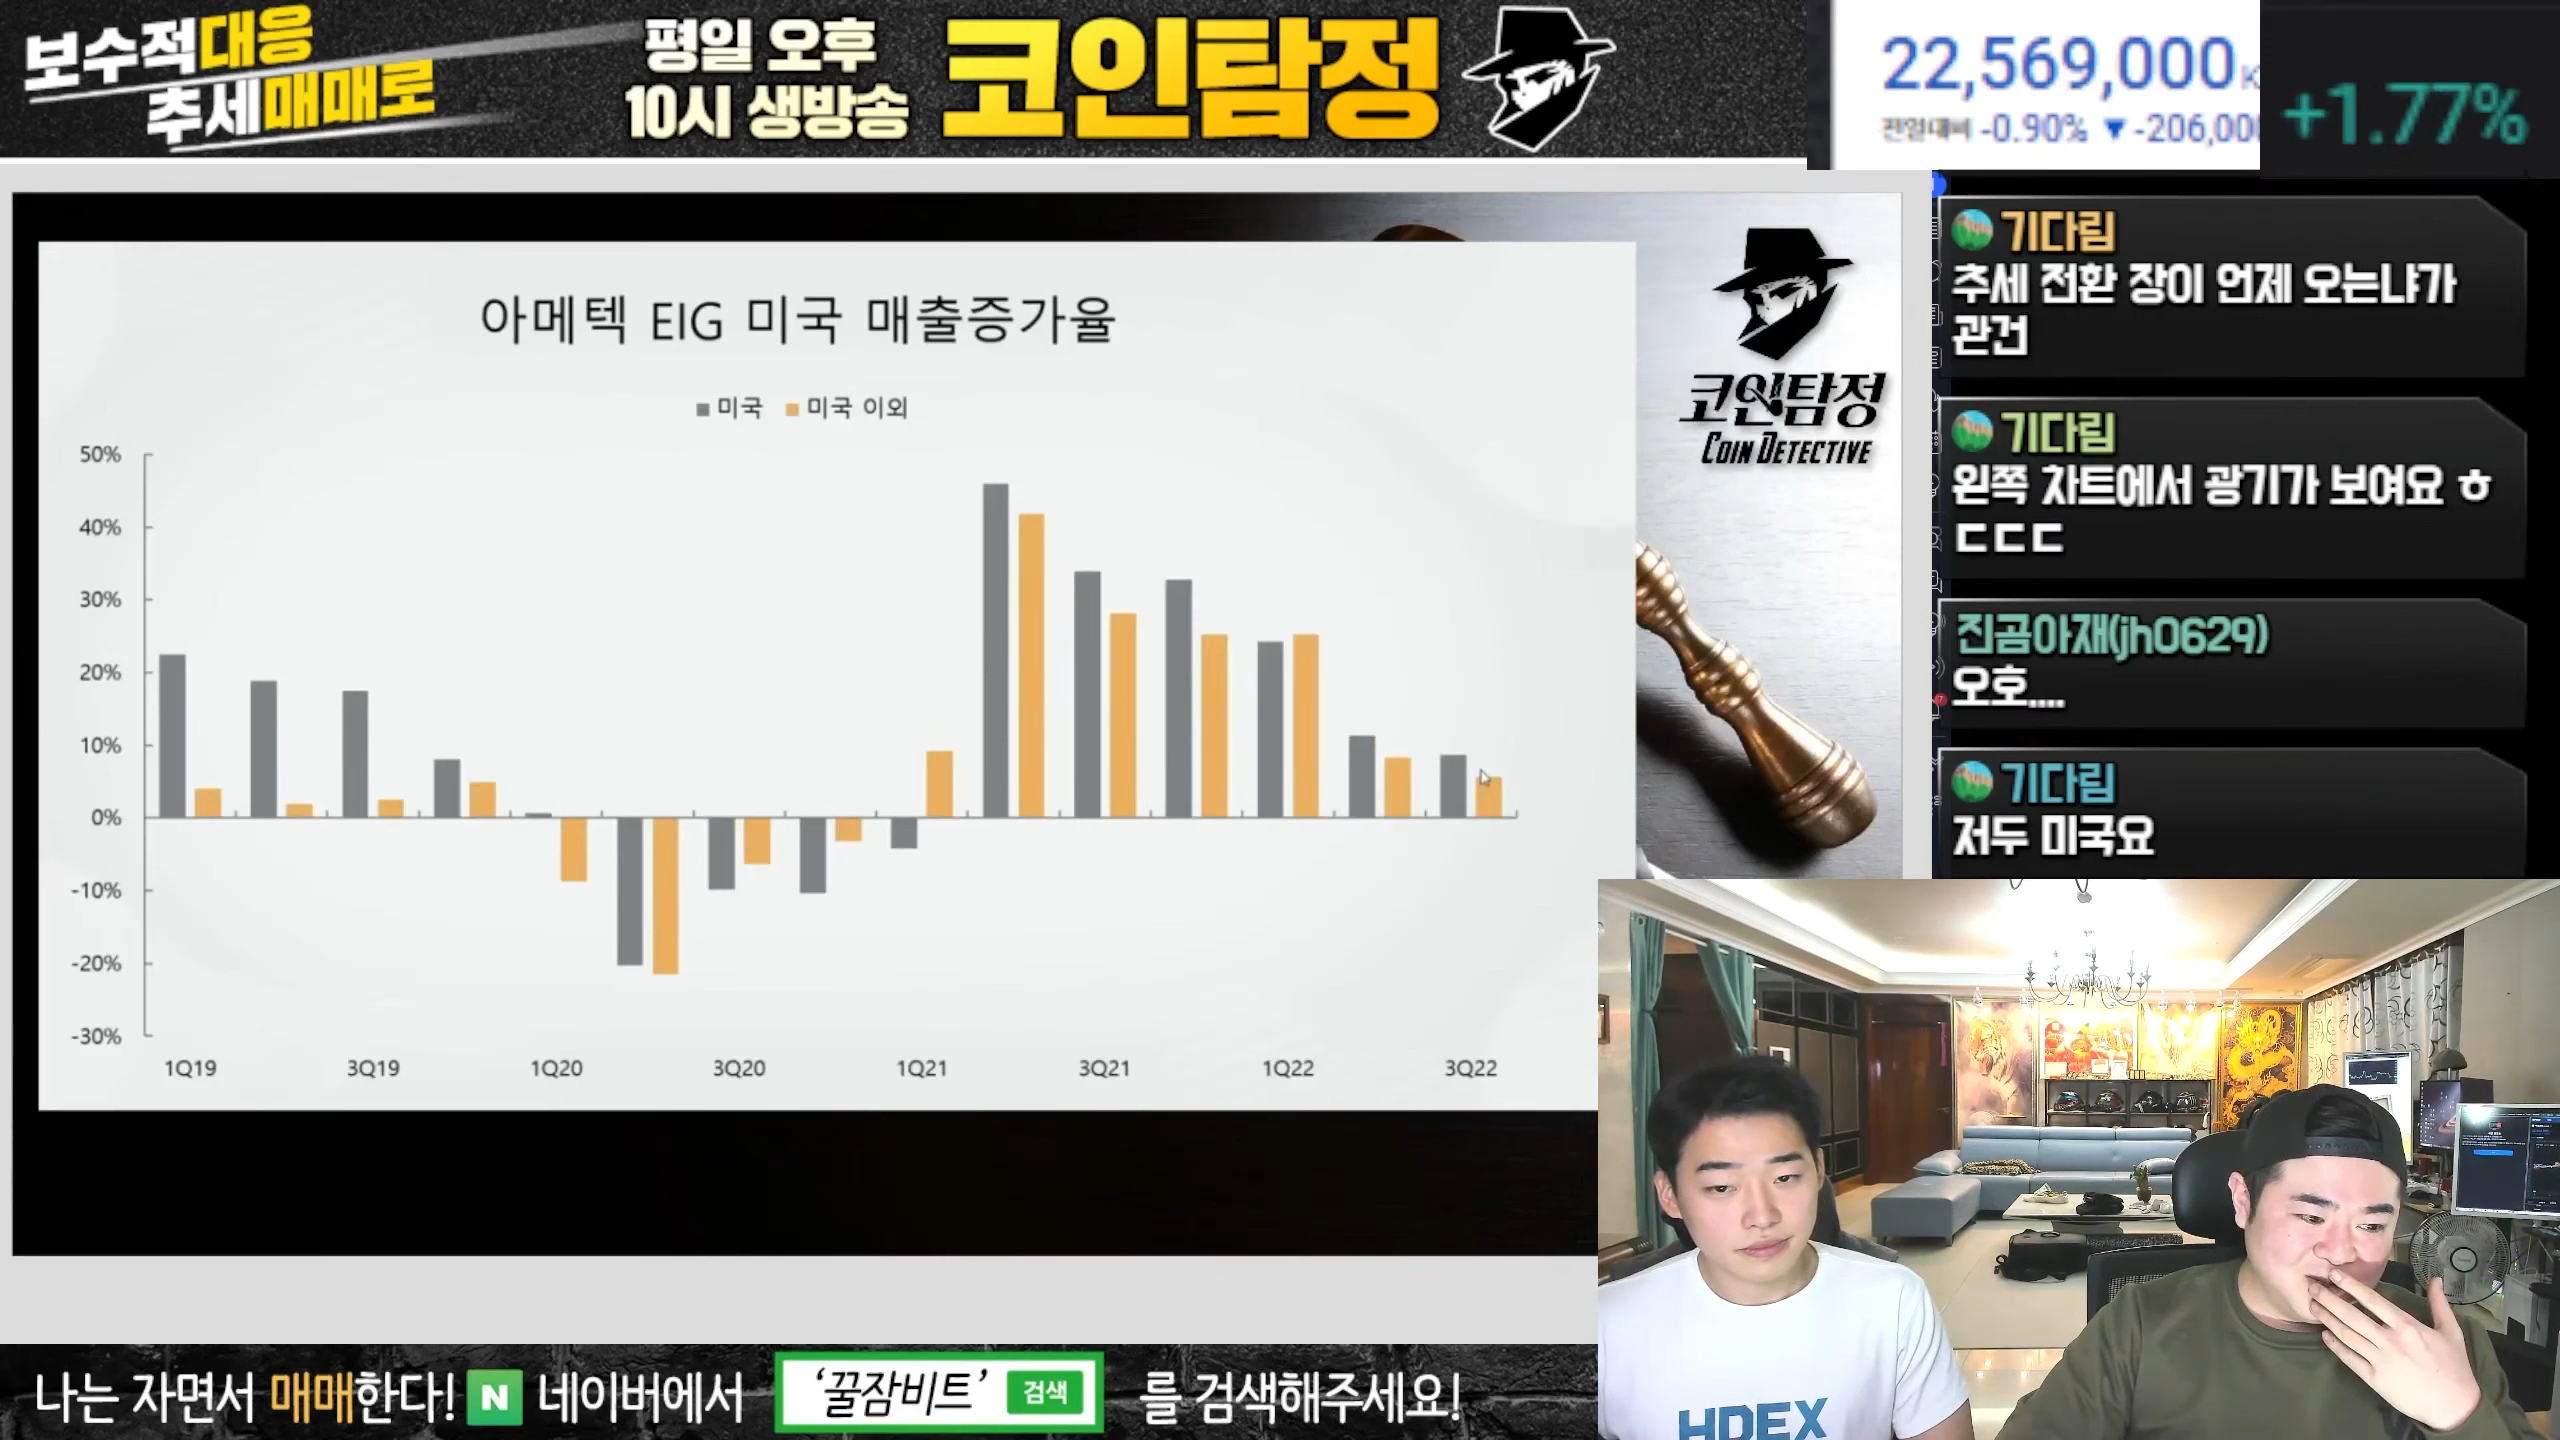 보수적대응
추세매매로
평일 오후
10시 생방송
코인탐정
22,569,000
전일대비 -0.90% ▼ -206,00
+1.77%
아메텍 EIG 미국 매출증가율
미국 미국 이외
50%
40%
30%
20%
10%
0%
-10%
-20%
-30%
1Q19 3Q19 1Q20 3Q20 1Q21 3Q21 1Q22 3Q22
코인탐정
COIN DETECTIVE
기다림
추세 전환 장이 언제 오는냐가
관건
기다림
왼쪽 차트에서 광기가 보여요 ㅎ
ㄷㄷㄷ
진곰아재(jh0629)
오호....
기다림
저두 미국요
HDEX
나는 자면서 매매한다! N 네이버에서 '꿀잠비트' 검색 를 검색해주세요!